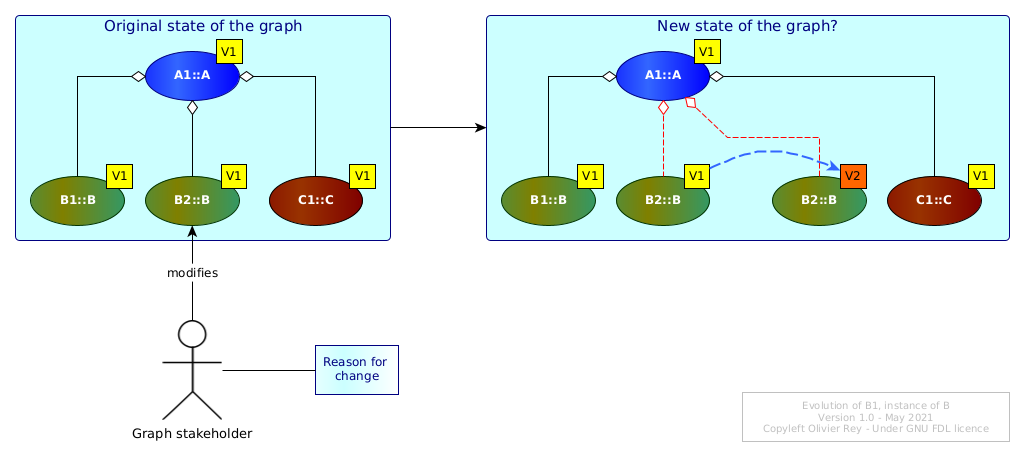 Original state of the graph
V1
A1::A
V1
V1
V1
B1::B
B2::B
C1::C
modifies
Reason for
change
Graph stakeholder
New state of the graph?
V1
A1::A
V1
V1
V2
V1
B1::B
B2::B
B2::B
C1::C
Evolution of B1, instance of B
Version 1.0 - May 2021
Copyleft Olivier Rey - Under GNU FDL licence